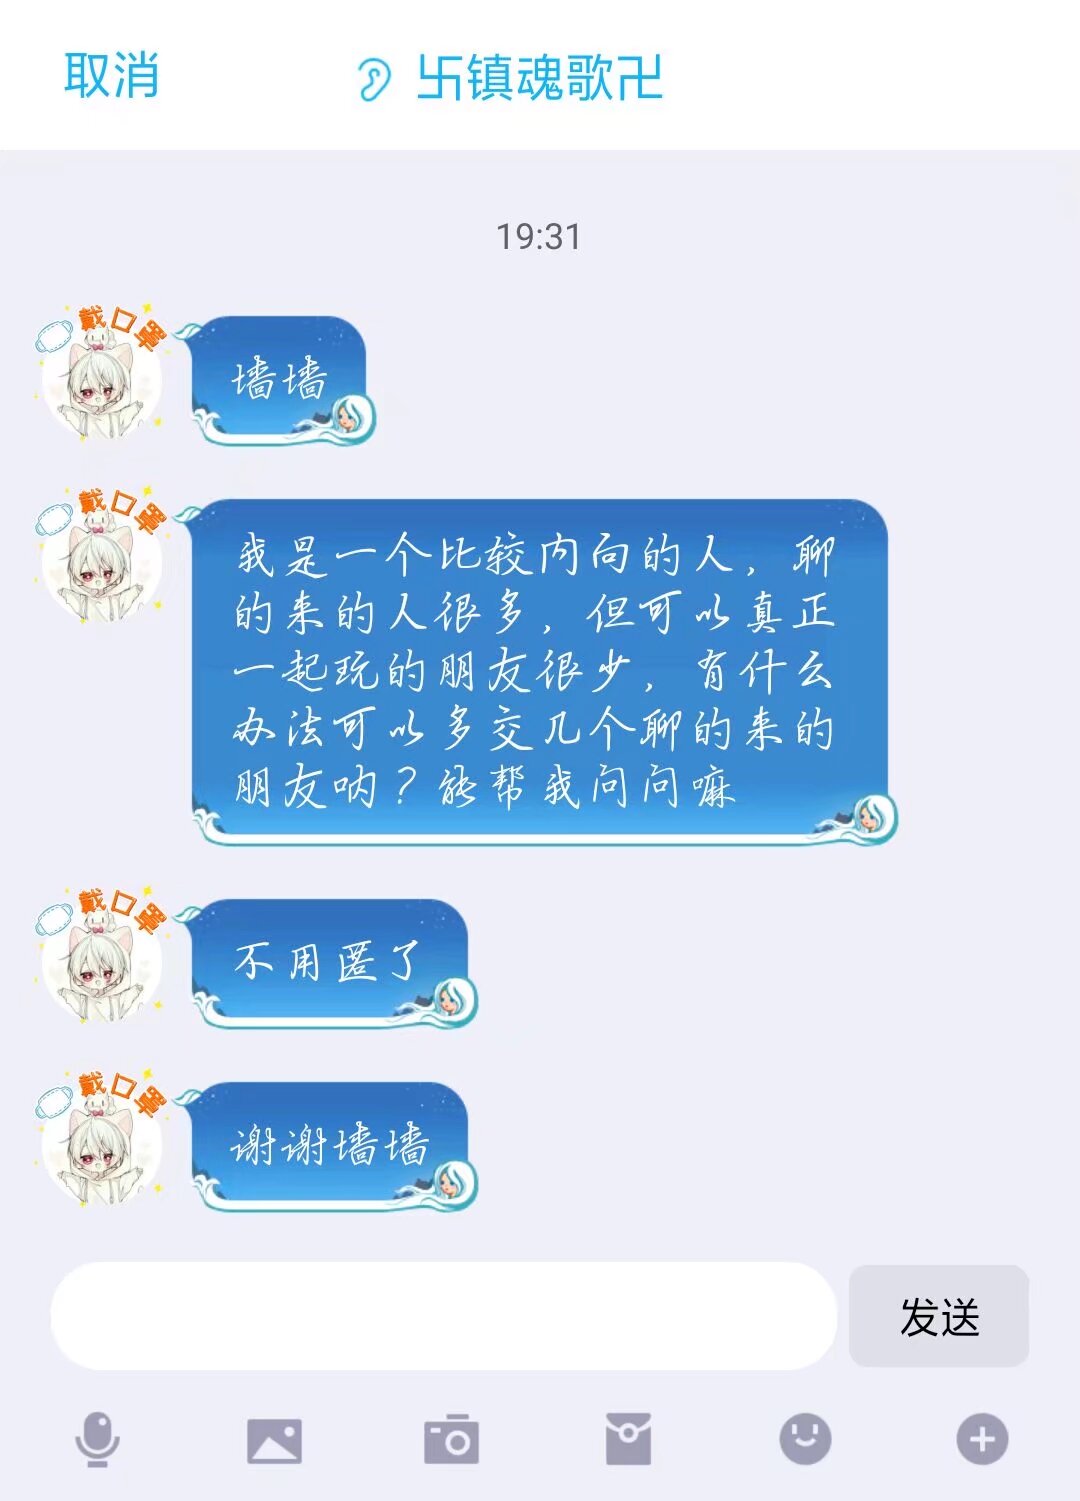 取消
卐镇魂歌卍
19:31
戴口罩
墙墙
戴口罩
我是一个比较内向的人，聊
的来的人很多，但可以真正
一起玩的朋友很少，有什么
办法可以多交几个聊的来的
朋友呐？能帮我问问嘛
戴口罩
不用匿了
戴口罩
谢谢墙墙
发送